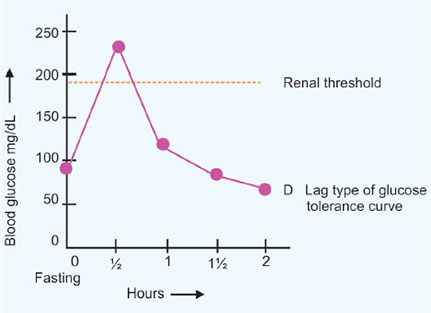 250
200
150
100
50
0
Blood glucose mg/dL
Renal threshold
D Lag type of glucose
tolerance curve
0 ½ 1 1½ 2
Fasting
Hours